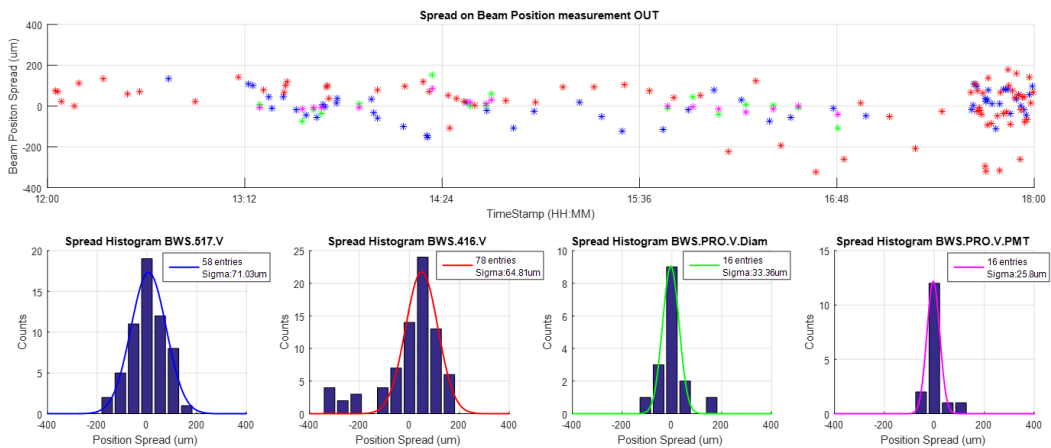 Spread on Beam Position measurement OUT
Beam Positon Spread (um)
400
200
0
-200
-400
12:00 13:12 14:24 15:36 16:48 18:00
TimeStamp (HH:MM)
Spread Histogram BWS.517.V
58 entries
Sigma:71.03um
Counts
20
15
10
5
0
-400 -200 0 200 400
Position Spread (um)
Spread Histogram BWS.416.V
78 entries
Sigma:64.81um
Counts
25
20
15
10
5
0
-400 -200 0 200 400
Position Spread (um)
Spread Histogram BWS.PRO.V.Diam
16 entries
Sigma:33.36um
Counts
10
8
6
4
2
0
-400 -200 0 200 400
Position Spread (um)
Spread Histogram BWS.PRO.V.PMT
16 entries
Sigma:25.8um
Counts
15
10
5
0
-400 -200 0 200 400
Position Spread (um)